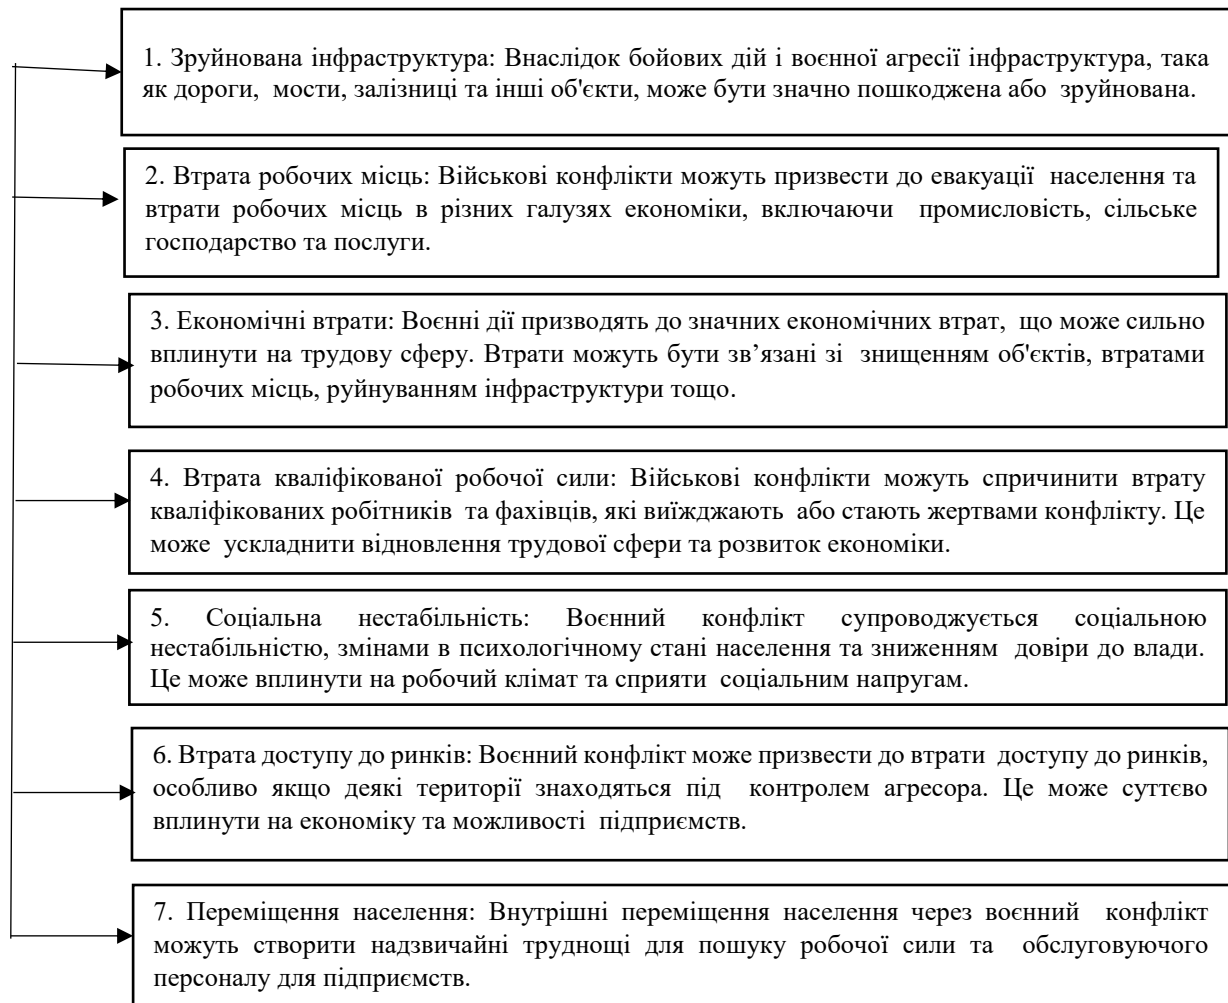 1. Зруйнована інфраструктура: Внаслідок бойових дій і воєнної агресії інфраструктура, така
як дороги, мости, залізниці та інші об'єкти, може бути значно пошкоджена або зруйнована.
2. Втрата робочих місць: Військові конфлікти можуть призвести до евакуації населення та
втрати робочих місць в різних галузях економіки, включаючи промисловість, сільське
господарство та послуги.
3. Економічні втрати: Воєнні дії призводять до значних економічних втрат, що може сильно
вплинути на трудову сферу. Втрати можуть бути зв’язані зі знищенням об'єктів, втратами
робочих місць, руйнуванням інфраструктури тощо.
4. Втрата кваліфікованої робочої сили: Військові конфлікти можуть спричинити втрату
кваліфікованих робітників та фахівців, які виїжджають або стають жертвами конфлікту. Це
може ускладнити відновлення трудової сфери та розвиток економіки.
5. Соціальна нестабільність: Воєнний конфлікт супроводжується соціальною
нестабільністю, змінами в психологічному стані населення та зниженням довіри до влади.
Це може вплинути на робочий клімат та сприяти соціальним напругам.
6. Втрата доступу до ринків: Воєнний конфлікт може призвести до втрати доступу до ринків,
особливо якщо деякі території знаходяться під контролем агресора. Це може суттєво
вплинути на економіку та можливості підприємств.
7. Переміщення населення: Внутрішні переміщення населення через воєнний конфлікт
можуть створити надзвичайні труднощі для пошуку робочої сили та обслуговуючого
персоналу для підприємств.